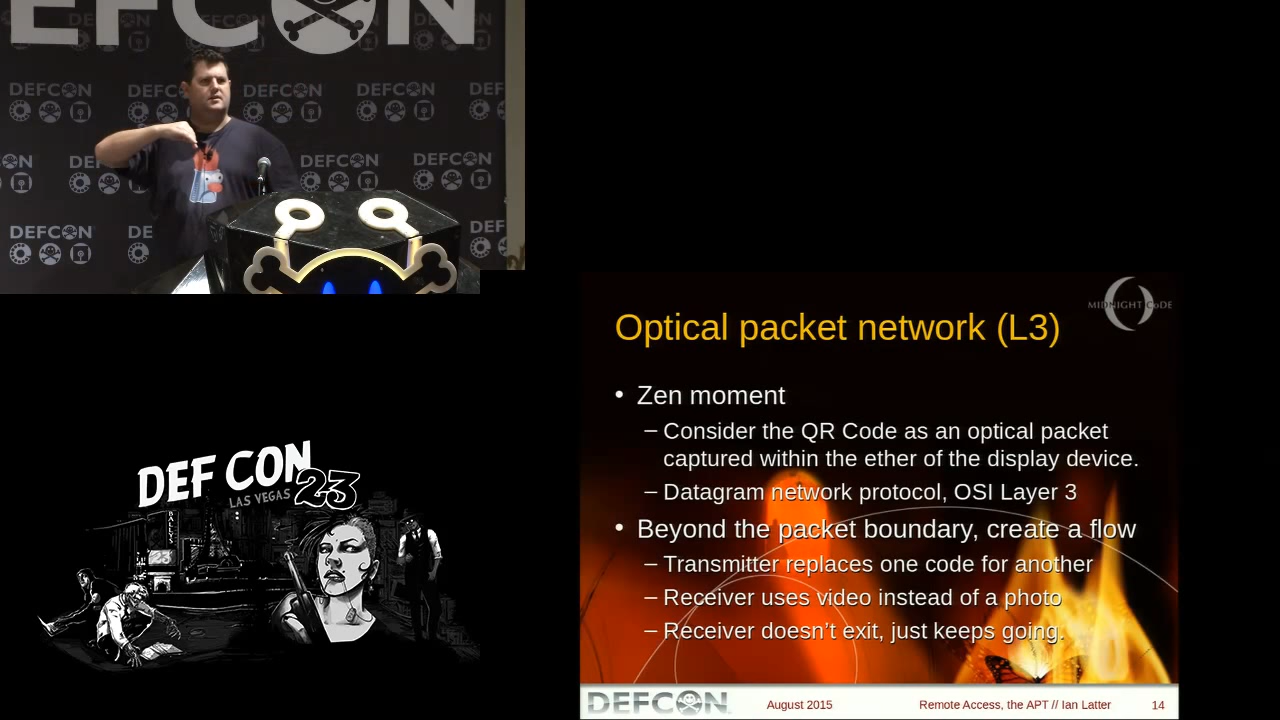 DEFCON
DEFCON DEFCON DEFCON DEFCON DEF
DEFCON DEFCON DEFCON
DEFCON DE DEFC
MIDNIGHT CODE
Optical packet network (L3)
• Zen moment
– Consider the QR Code as an optical packet
captured within the ether of the display device.
– Datagram network protocol, OSI Layer 3
• Beyond the packet boundary, create a flow
– Transmitter replaces one code for another
– Receiver uses video instead of a photo
– Receiver doesn’t exit, just keeps going.
DEFCON August 2015 Remote Access, the APT // Ian Latter 14
DEF CON 23
LAS VEGAS
BALLYS